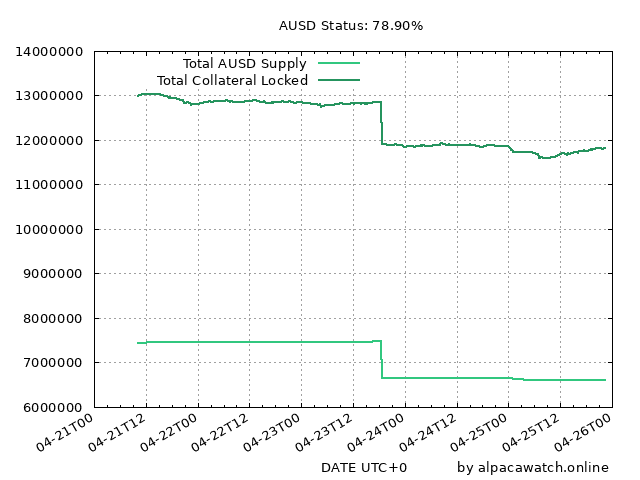 AUSD Status: 78.90%
14000000
13000000
12000000
11000000
10000000
9000000
8000000
7000000
6000000
Total AUSD Supply
Total Collateral Locked
04-21T00
04-21T12
04-22T00
04-22T12
04-23T00
04-23T12
04-24T00
04-24T12
04-25T00
04-25T12
04-26T00
DATE UTC+0
by alpacawatch.online